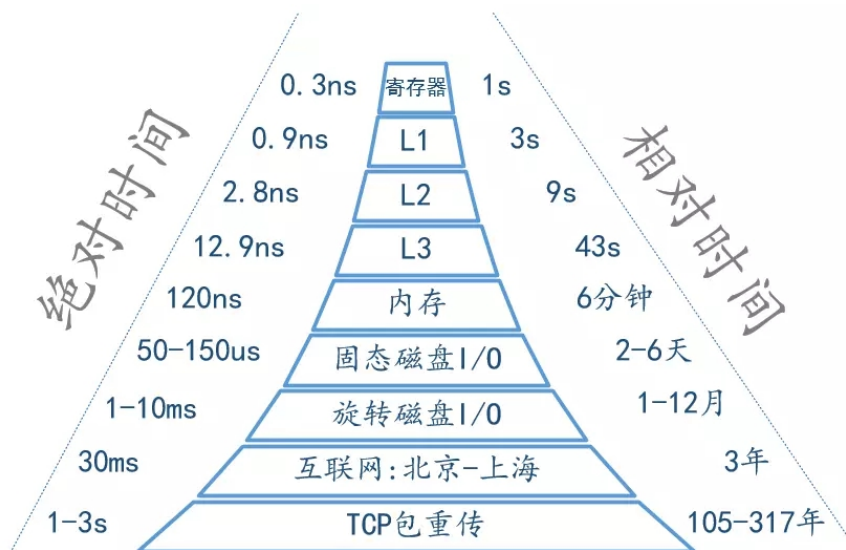 0.3ns 寄存器 1s
0.9ns L1 3s
2.8ns L2 9s
12.9ns L3 43s
120ns 内存 6分钟
50-150us 固态磁盘I/O 2-6天
1-10ms 旋转磁盘I/O 1-12月
30ms 互联网:北京-上海 3年
1-3s TCP包重传 105-317年
绝对时间
相对时间